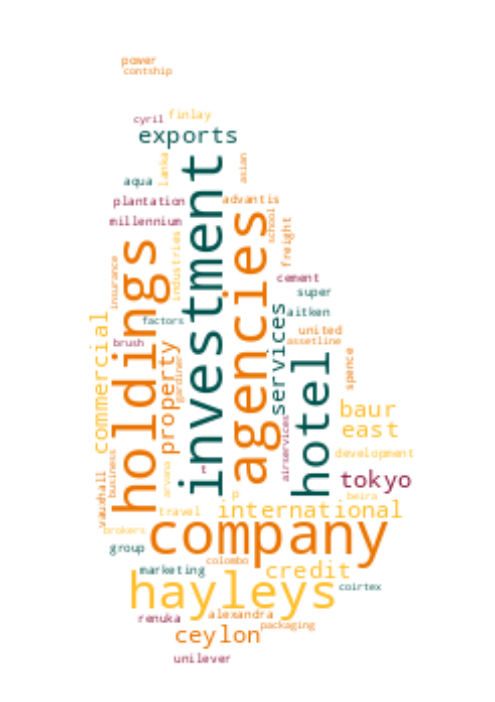 power
contship
cyril
finlay
exports
lanka
asian
aqua
investment
plantation
advantis
millennium
agencies
school
freight
industries
holdings
insurance
cement
super
services
aitken
commercial
factors
united
assetline
brush
property
gardiner
hotel
spence
baur
east
airservices
business
development
arvana
t
vauxhall
tokyo
p
beira
travel
international
brokers
company
group
colombo
marketing
credit
hayleys
coirtex
renuka
alexandra
packaging
ceylon
unilever